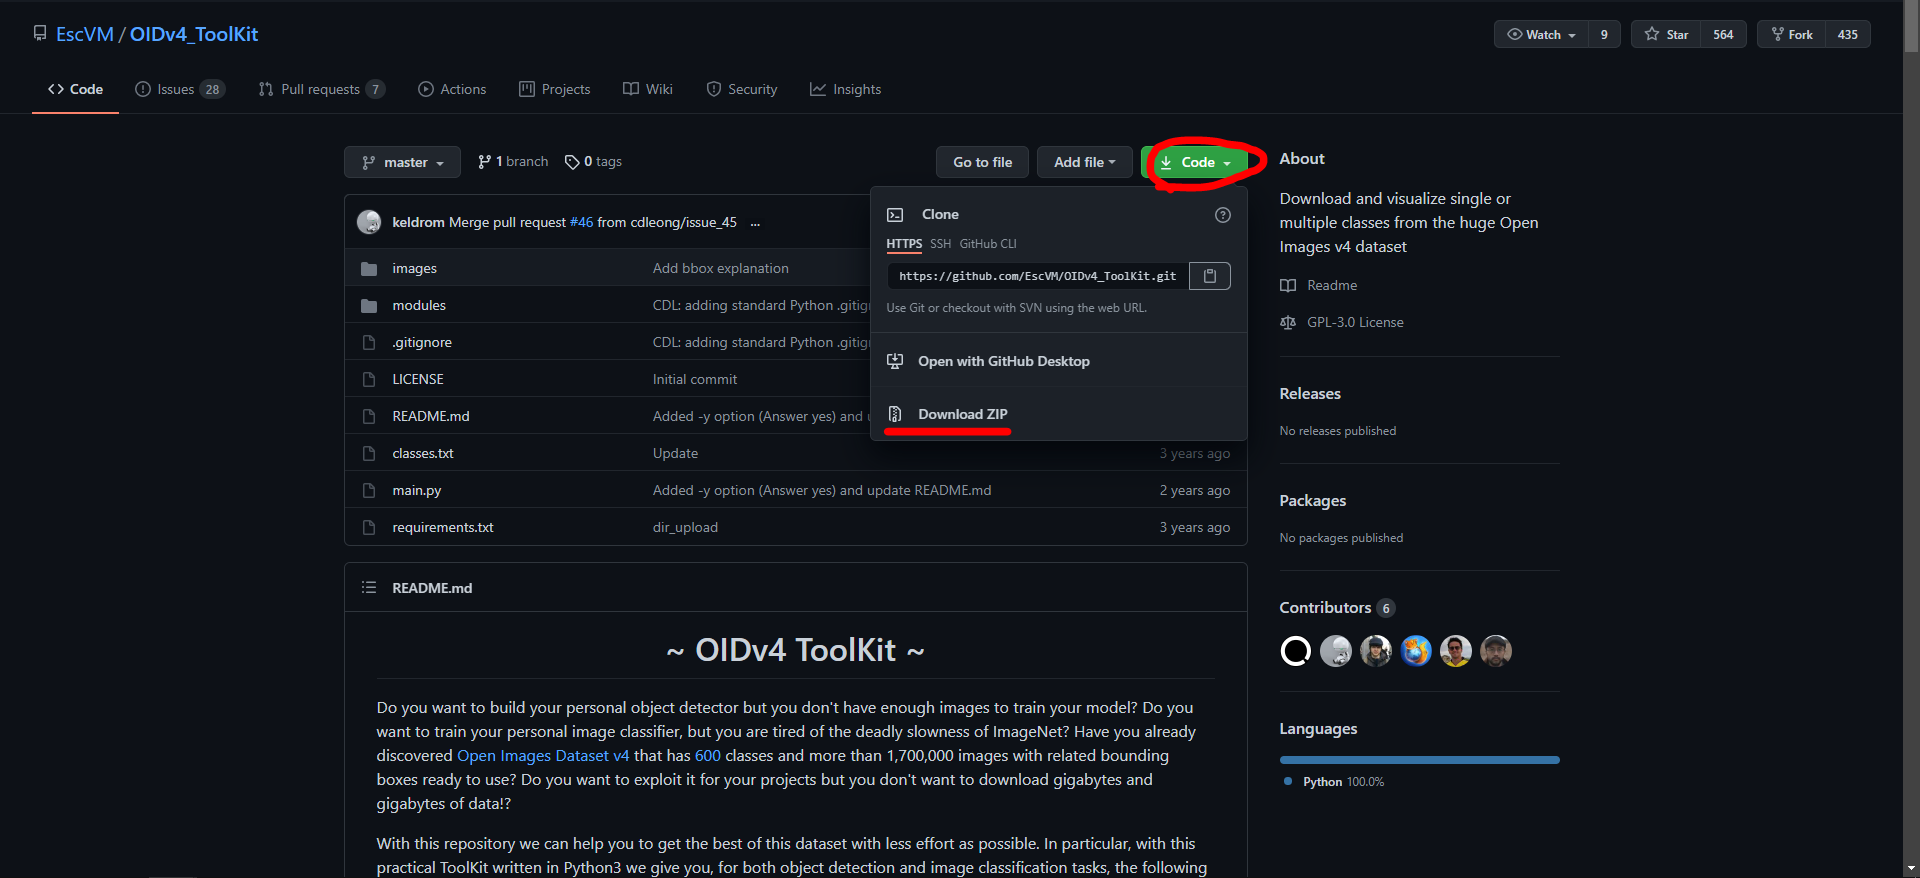 EscVM / OIDv4_ToolKit
Watch 9 Star 564 Fork 435
Code Issues 28 Pull requests 7 Actions Projects Wiki Security Insights
master 1 branch 0 tags Go to file Add file Code
keldrom Merge pull request #46 from cdleong/issue_45 ...
images Add bbox explanation
modules CDL: adding standard Python .gitig
.gitignore CDL: adding standard Python .gitig
LICENSE Initial commit
README.md Added -y option (Answer yes) and
classes.txt Update 3 years ago
main.py Added -y option (Answer yes) and update README.md 2 years ago
requirements.txt dir_upload 3 years ago
Clone
HTTPS SSH GitHub CLI
https://github.com/EscVM/OIDv4_ToolKit.git
Use Git or checkout with SVN using the web URL.
Open with GitHub Desktop
Download ZIP
README.md
~ OIDv4 ToolKit ~
Do you want to build your personal object detector but you don't have enough images to train your model? Do you
want to train your personal image classifier, but you are tired of the deadly slowness of ImageNet? Have you already
discovered Open Images Dataset v4 that has 600 classes and more than 1,700,000 images with related bounding
boxes ready to use? Do you want to exploit it for your projects but you don't want to download gigabytes and
gigabytes of data!?
With this repository we can help you to get the best of this dataset with less effort as possible. In particular, with this
practical ToolKit written in Python3 we give you, for both object detection and image classification tasks, the following
About
Download and visualize single or
multiple classes from the huge Open
Images v4 dataset
Readme
GPL-3.0 License
Releases
No releases published
Packages
No packages published
Contributors 6
Languages
Python 100.0%